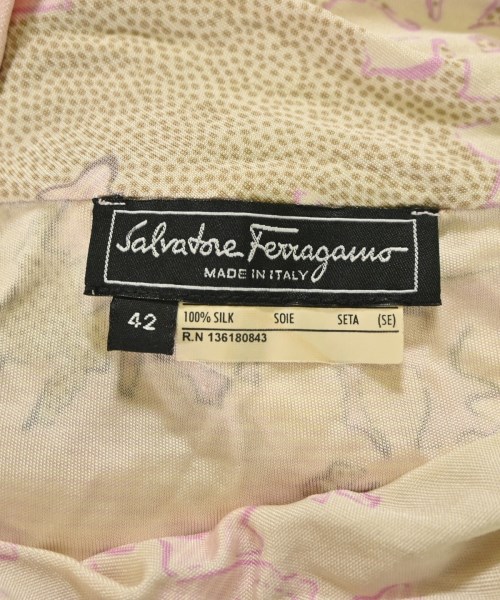 Salvatore Ferragamo
MADE IN ITALY
42
100% SILK SOIE SETA (SE)
R.N 136180843